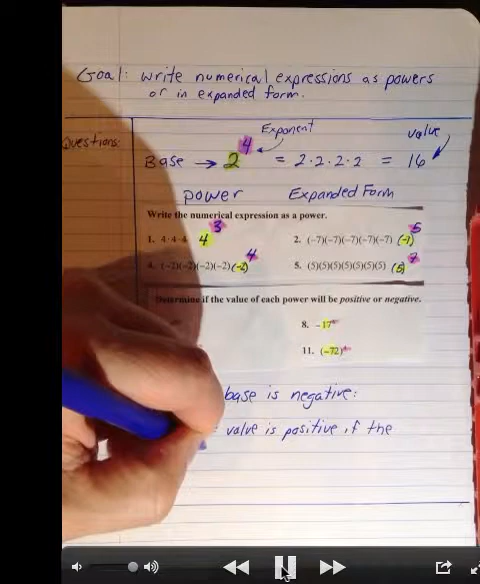 Goal: write numerical expressions as powers
or in expanded form.
Questions:
Exponent
value
Base → 2⁴ = 2·2·2·2 = 16
power Expanded Form
Write the numerical expression as a power.
1. 4·4·4 4³ 2. (−7)(−7)(−7)(−7)(−7) (-7)⁵
4. (−2)(−2)(−2)(−2) (-2)⁴ 5. (5)(5)(5)(5)(5)(5)(5) (5)⁷
Determine if the value of each power will be positive or negative.
8. −17
11. (−72)
base is negative:
value is positive if the